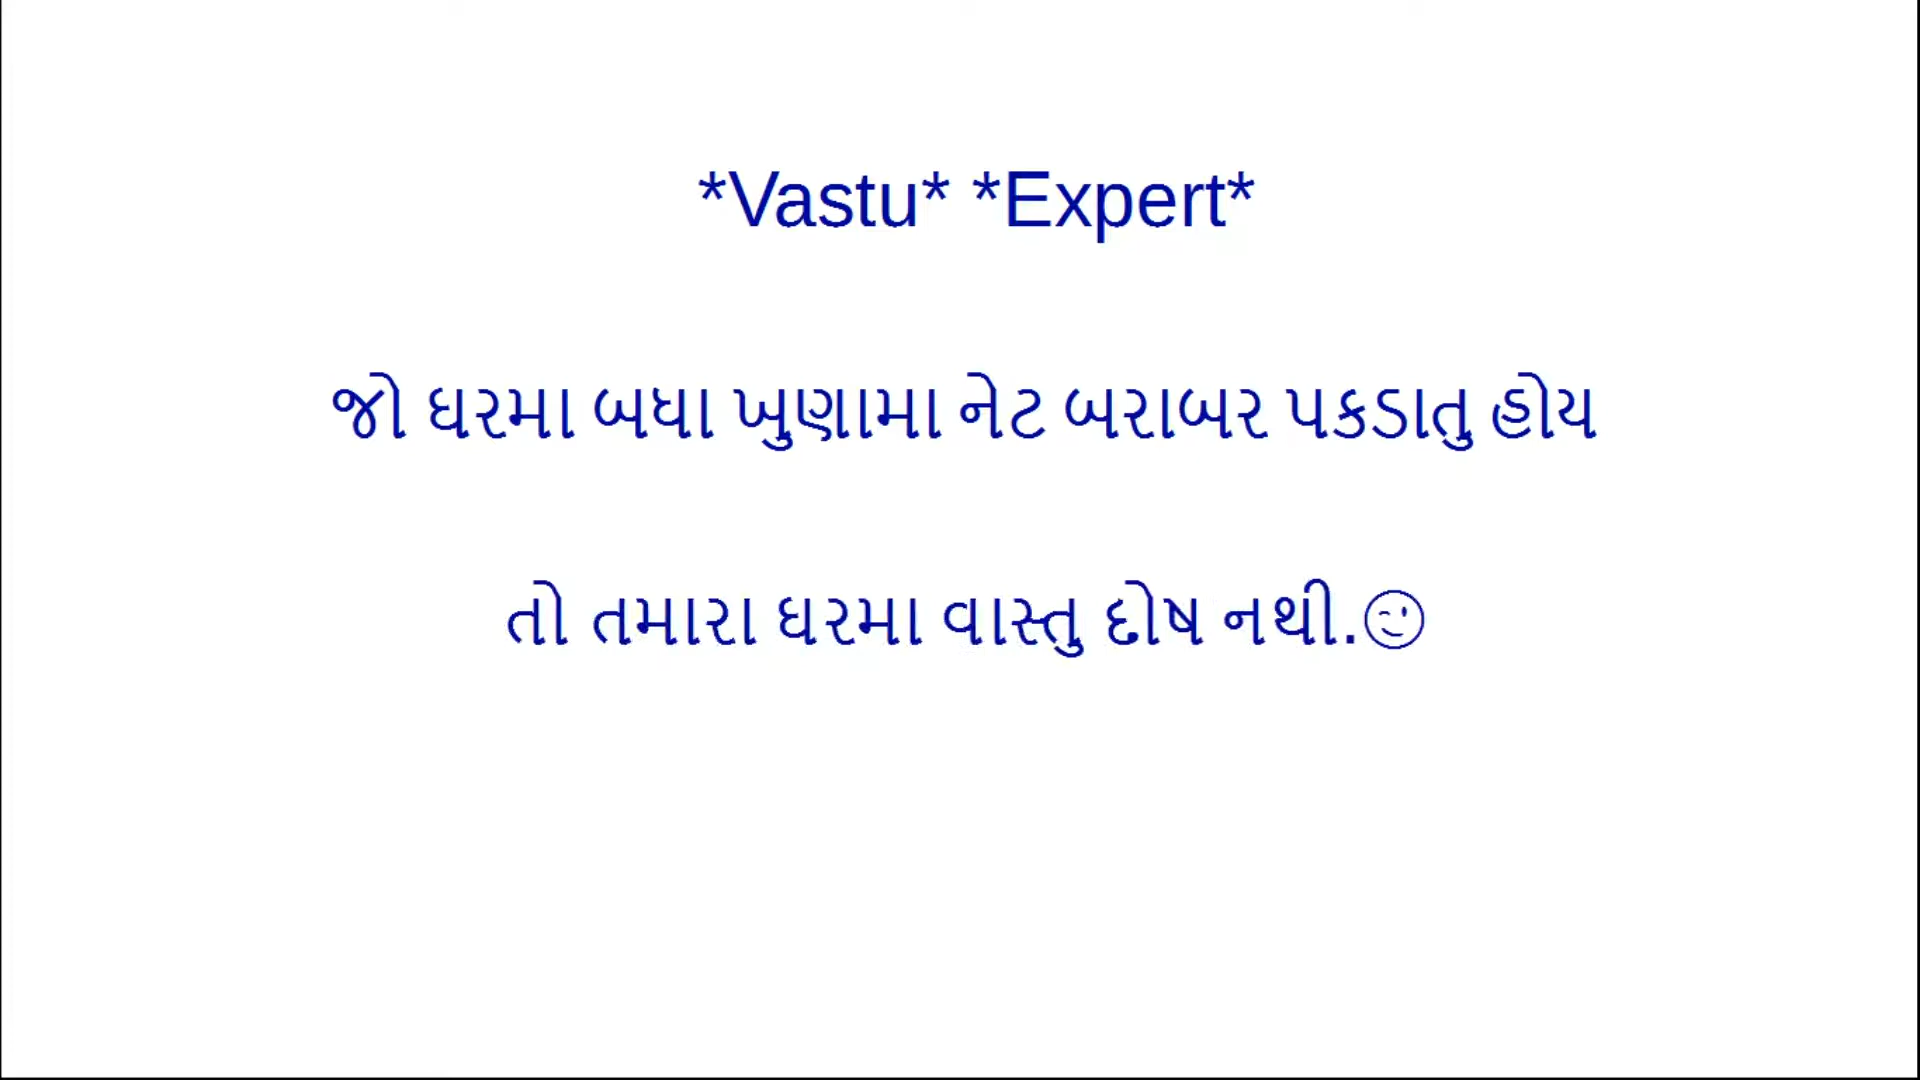 *Vastu* *Expert*
જો ઘરમા બધા ખુણામા નેટ બરાબર પકડાતુ હોય
તો તમારા ઘરમા વાસ્તુ દોષ નથી.😉